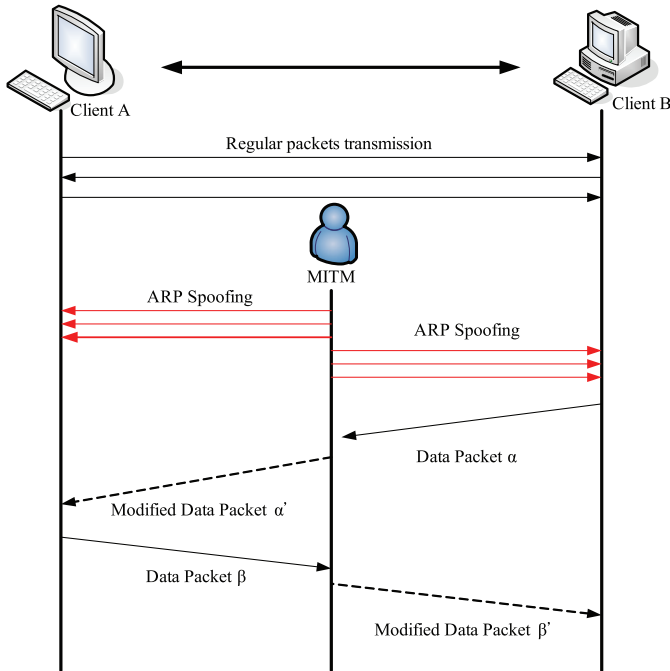 Client A
Client B
Regular packets transmission
MITM
ARP Spoofing
ARP Spoofing
Data Packet α
Modified Data Packet α’
Data Packet β
Modified Data Packet β’